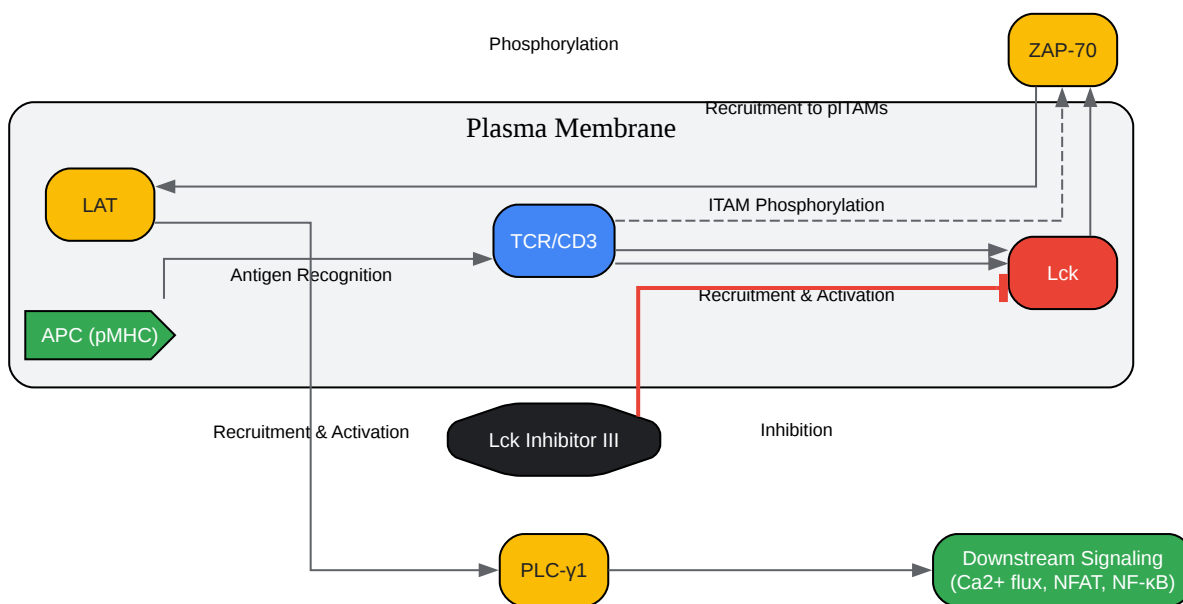 Phosphorylation
ZAP-70
Recruitment to pITAMs
Plasma Membrane
LAT
ITAM Phosphorylation
TCR/CD3
Antigen Recognition
Lck
Recruitment & Activation
APC (pMHC)
Recruitment & Activation
Lck Inhibitor III
Inhibition
PLC-γ1
Downstream Signaling
(Ca2+ flux, NFAT, NF-κB)